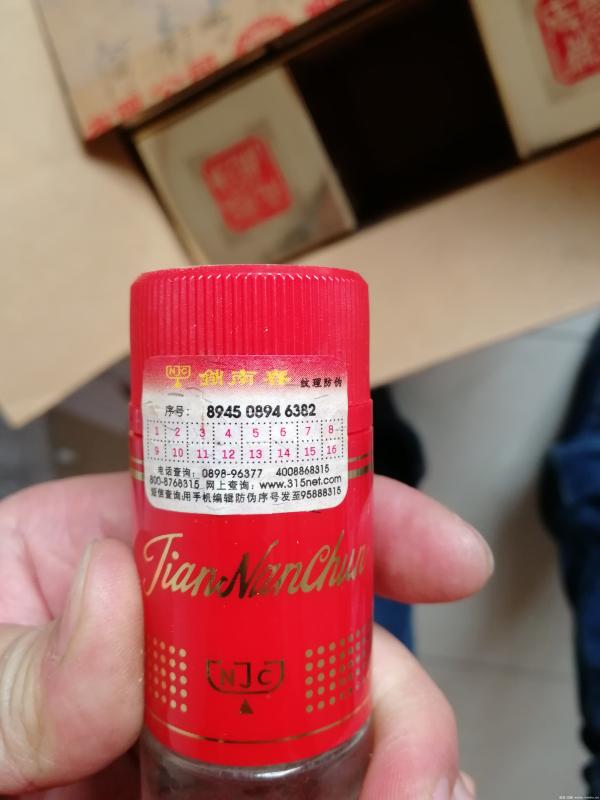 NJC 剑南春 纹理防伪
序号: 8945 0894 6382
1 2 3 4 5 6 7 8
9 10 11 12 13 14 15 16
电话查询: 0898-96377 4008868315
800-8768315 网上查询: www.315net.com
短信查询用手机编辑防伪序号发至95888315
JianNanChun
NJC